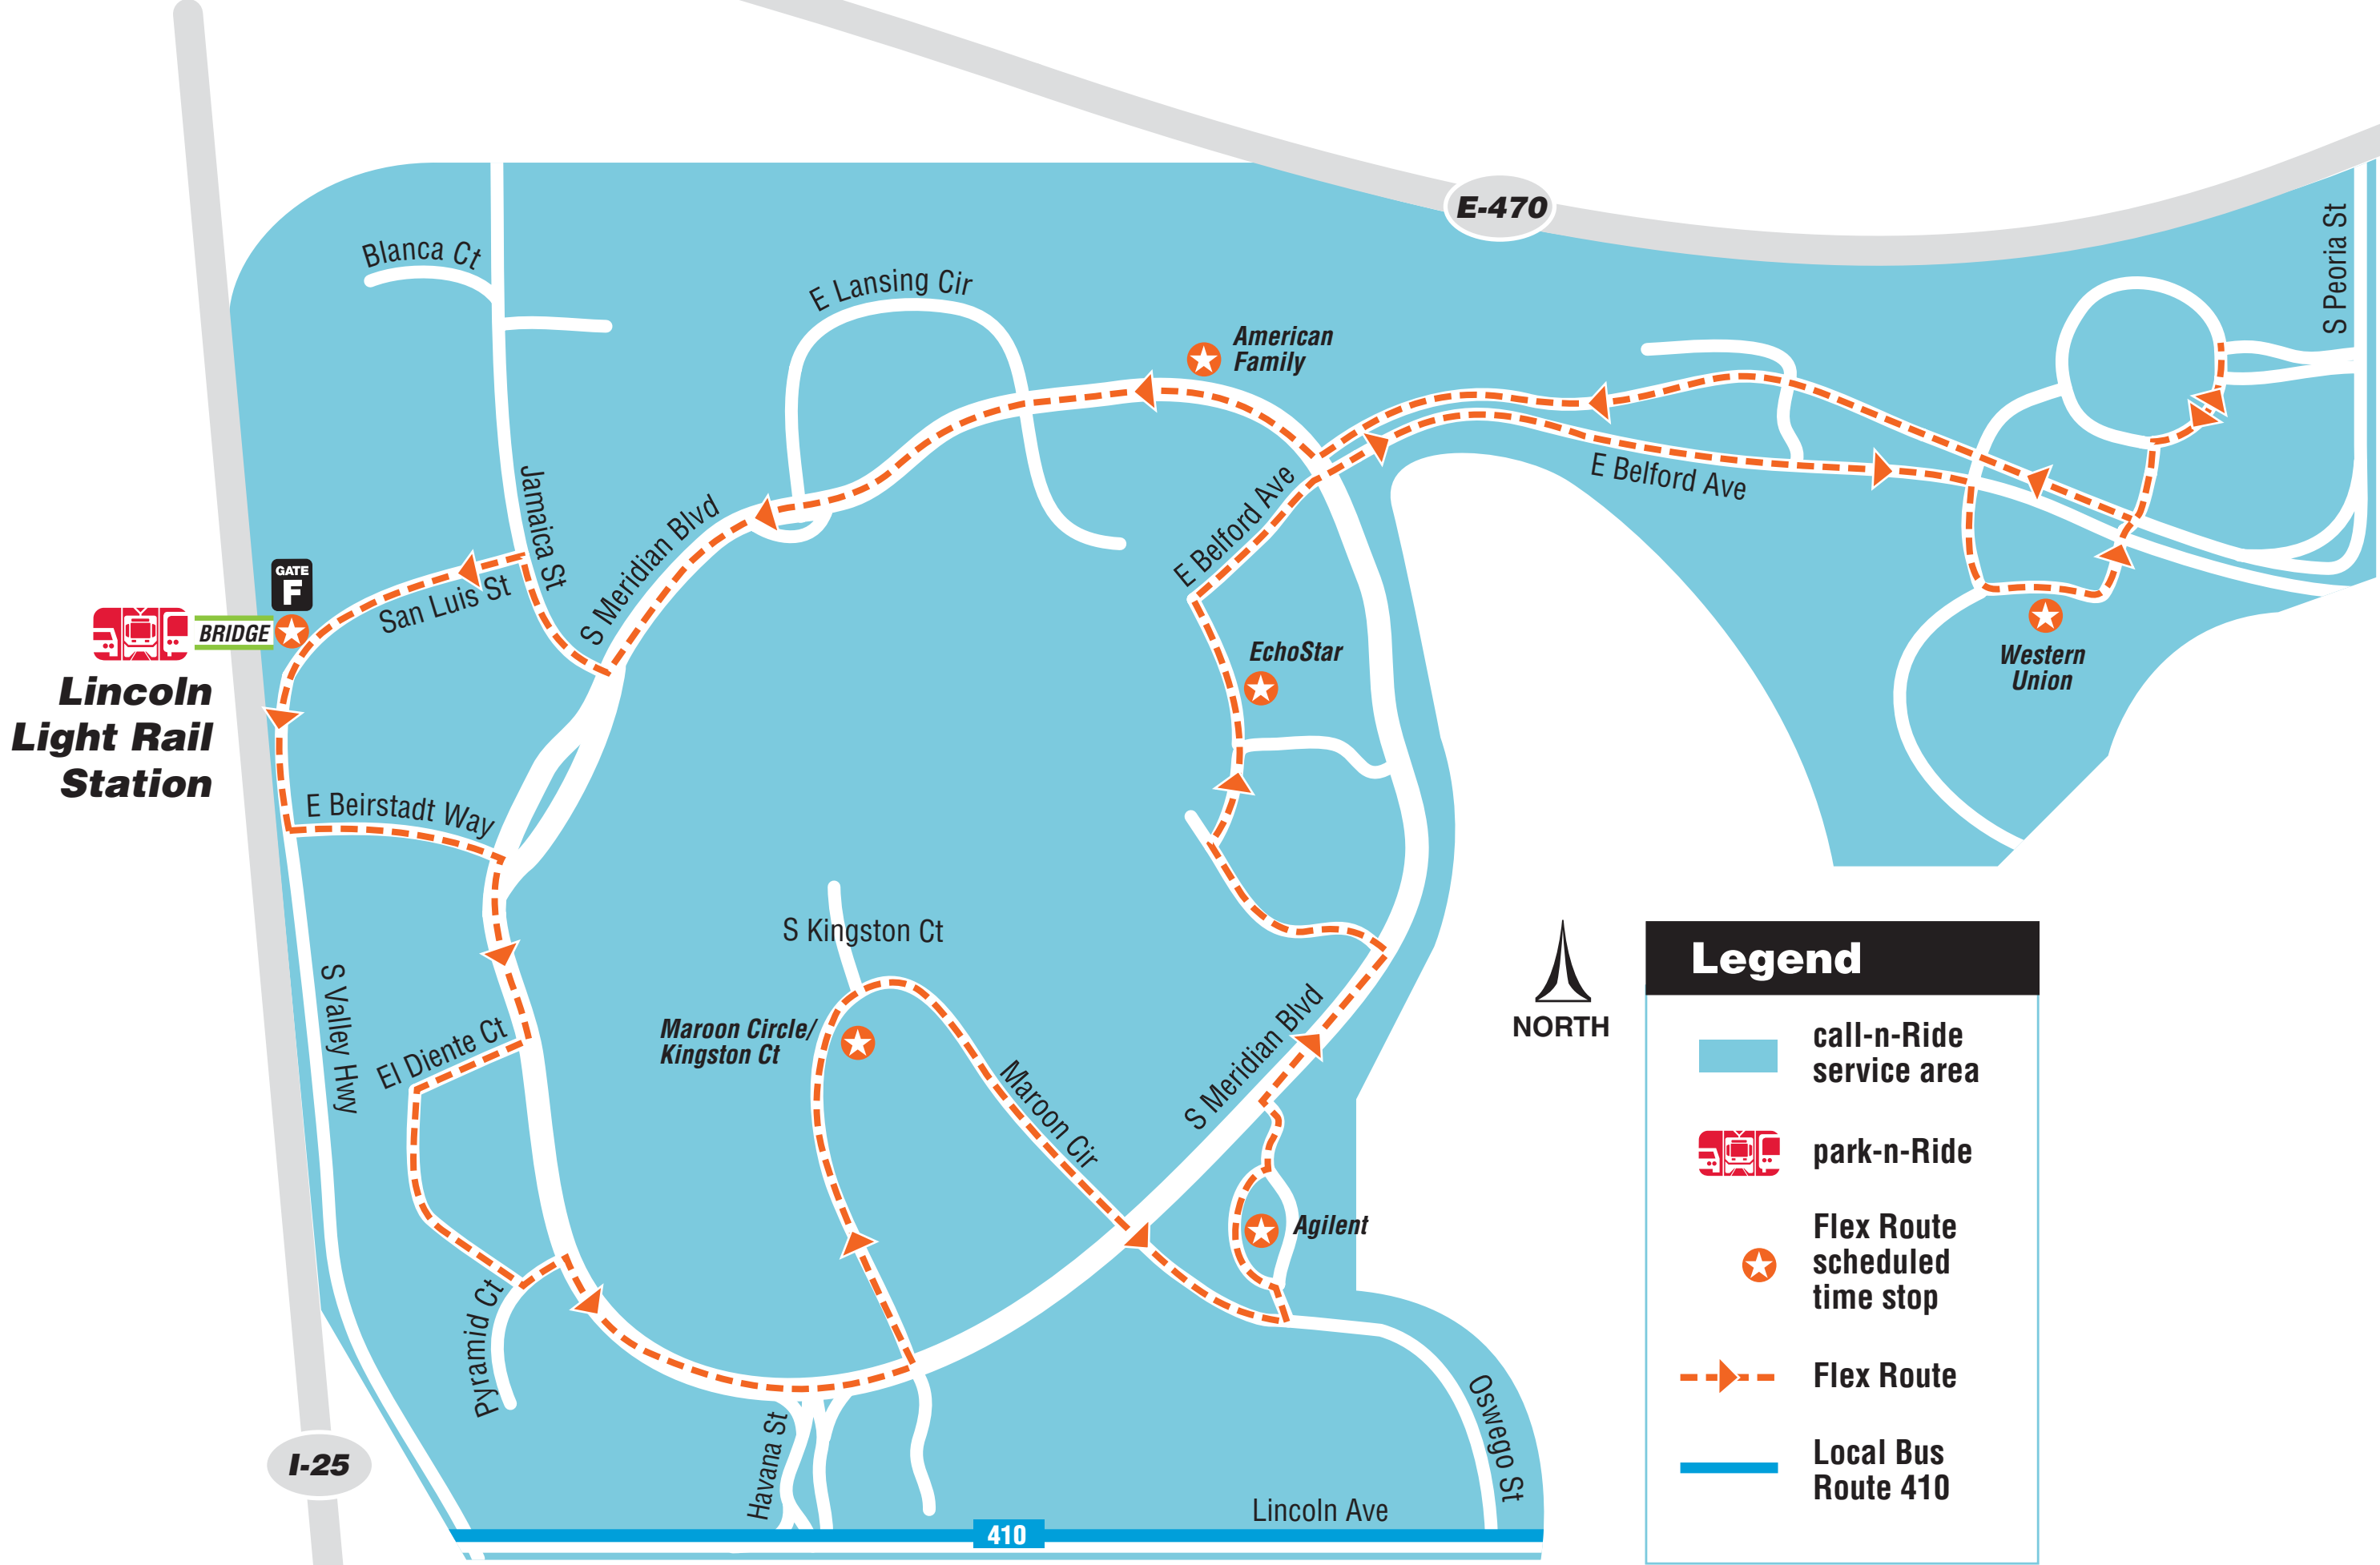 E-470
S Peoria St
Blanca Ct
E Lansing Cir
American
Family
Jamaica St
S Meridian Blvd
E Belford Ave
E Belford Ave
GATE
F
San Luis St
BRIDGE
Lincoln
Light Rail
Station
EchoStar
Western
Union
E Beirstadt Way
S Kingston Ct
S Valley Hwy
El Diente Ct
Maroon Circle/
Kingston Ct
Maroon Cir
S Meridian Blvd
NORTH
Agilent
Pyramid Ct
Havana St
Oswego St
I-25
Lincoln Ave
410
Legend
call-n-Ride
service area
park-n-Ride
Flex Route
scheduled
time stop
Flex Route
Local Bus
Route 410